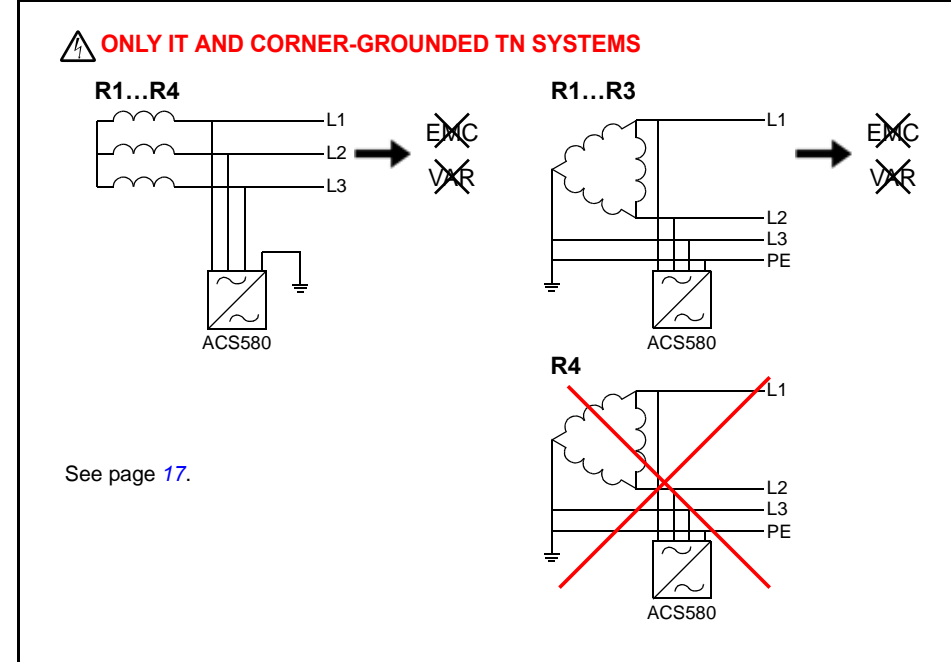 ONLY IT AND CORNER-GROUNDED TN SYSTEMS
R1…R4
L1
L2
L3
EMC
VAR
ACS580
R1…R3
L1
L2
L3
PE
EMC
VAR
ACS580
R4
L1
L2
L3
PE
ACS580
See page 17.